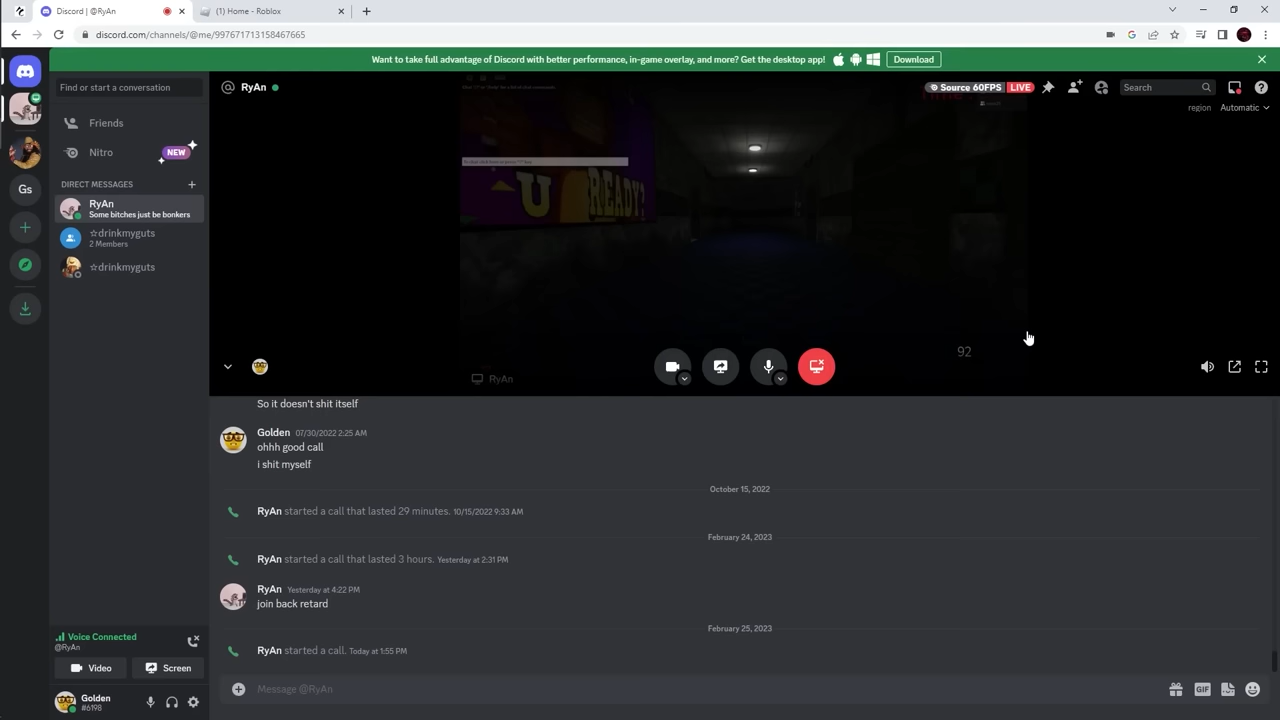 Discord | @RyAn
(1) Home - Roblox
discord.com/channels/@me/997671713158467665
Want to take full advantage of Discord with better performance, in-game overlay, and more? Get the desktop app!
Download
Find or start a conversation
RyAn
Source 60FPS
LIVE
Search
region
Automatic
Friends
Nitro
NEW
DIRECT MESSAGES
RyAn
Some bitches just be bonkers
☆drinkmyguts
2 Members
☆drinkmyguts
Gs
U READY?
92
RyAn
So it doesn't shit itself
Golden 07/30/2022 2:25 AM
ohhh good call
i shit myself
October 15, 2022
RyAn started a call that lasted 29 minutes. 10/15/2022 9:33 AM
February 24, 2023
RyAn started a call that lasted 3 hours. Yesterday at 2:31 PM
RyAn Yesterday at 4:22 PM
join back retard
February 25, 2023
RyAn started a call. Today at 1:55 PM
Voice Connected
@RyAn
Video
Screen
Golden
#6198
Message @RyAn
GIF